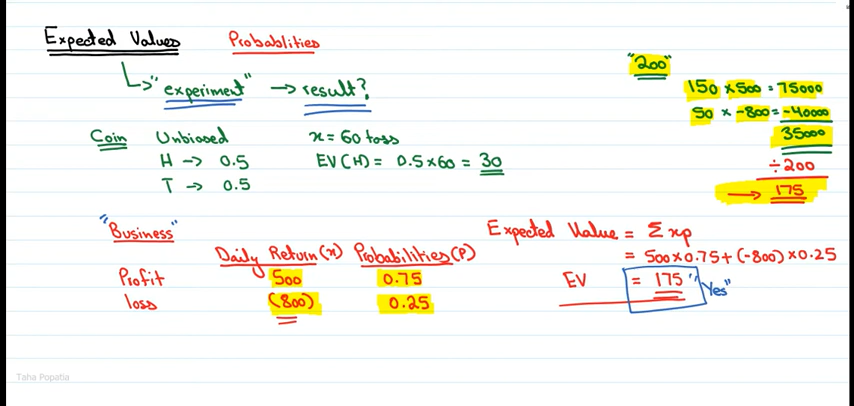 Expected Values Probablities
"experiment" → result?
Coin Unbiased x = 60 toss
H → 0.5 EV(H) = 0.5×60 = 30
T → 0.5
"200"
150 × 500 = 75000
50 × -800 = -40000
35000
÷200
→ 175
"Business"
Daily Return(x) Probabilities(P)
Profit 500 0.75
loss (800) 0.25
Expected Value = Σxp
= 500×0.75+(-800)×0.25
EV = 175 "Yes"
Taha Popatia